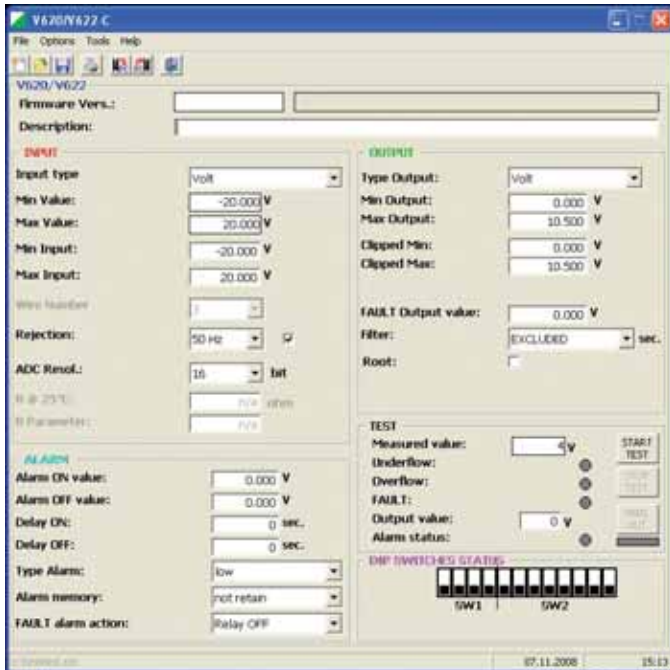 V620/V622 C
File Options Tools Help
V620/V622
Firmware Vers.:
Description:
INPUT
Input type Volt
Min Value: -20.000 V
Max Value: 20.000 V
Min Input: -20.000 V
Max Input: 20.000 V
Wire Number
Rejection: 50 Hz
ADC Resol.: 16 bit
R @ 25°C: n/a ohm
B Parameter: n/a
ALARM
Alarm ON value: 0.000 V
Alarm OFF value: 0.000 V
Delay ON: 0 sec.
Delay OFF: 0 sec.
Type Alarm: low
Alarm memory: not retain
FAULT alarm action: Relay OFF
OUTPUT
Type Output: Volt
Min Output: 0.000 V
Max Output: 10.500 V
Clipped Min: 0.000 V
Clipped Max: 10.500 V
FAULT Output value: 0.000 V
Filter: EXCLUDED sec.
Root:
TEST
Measured value: 4 V
Underflow:
Overflow:
FAULT:
Output value: 0 V
Alarm status:
START TEST
TEST
OUT
DIP SWITCHES STATUS
SW1 SW2
07.11.2008 15:13